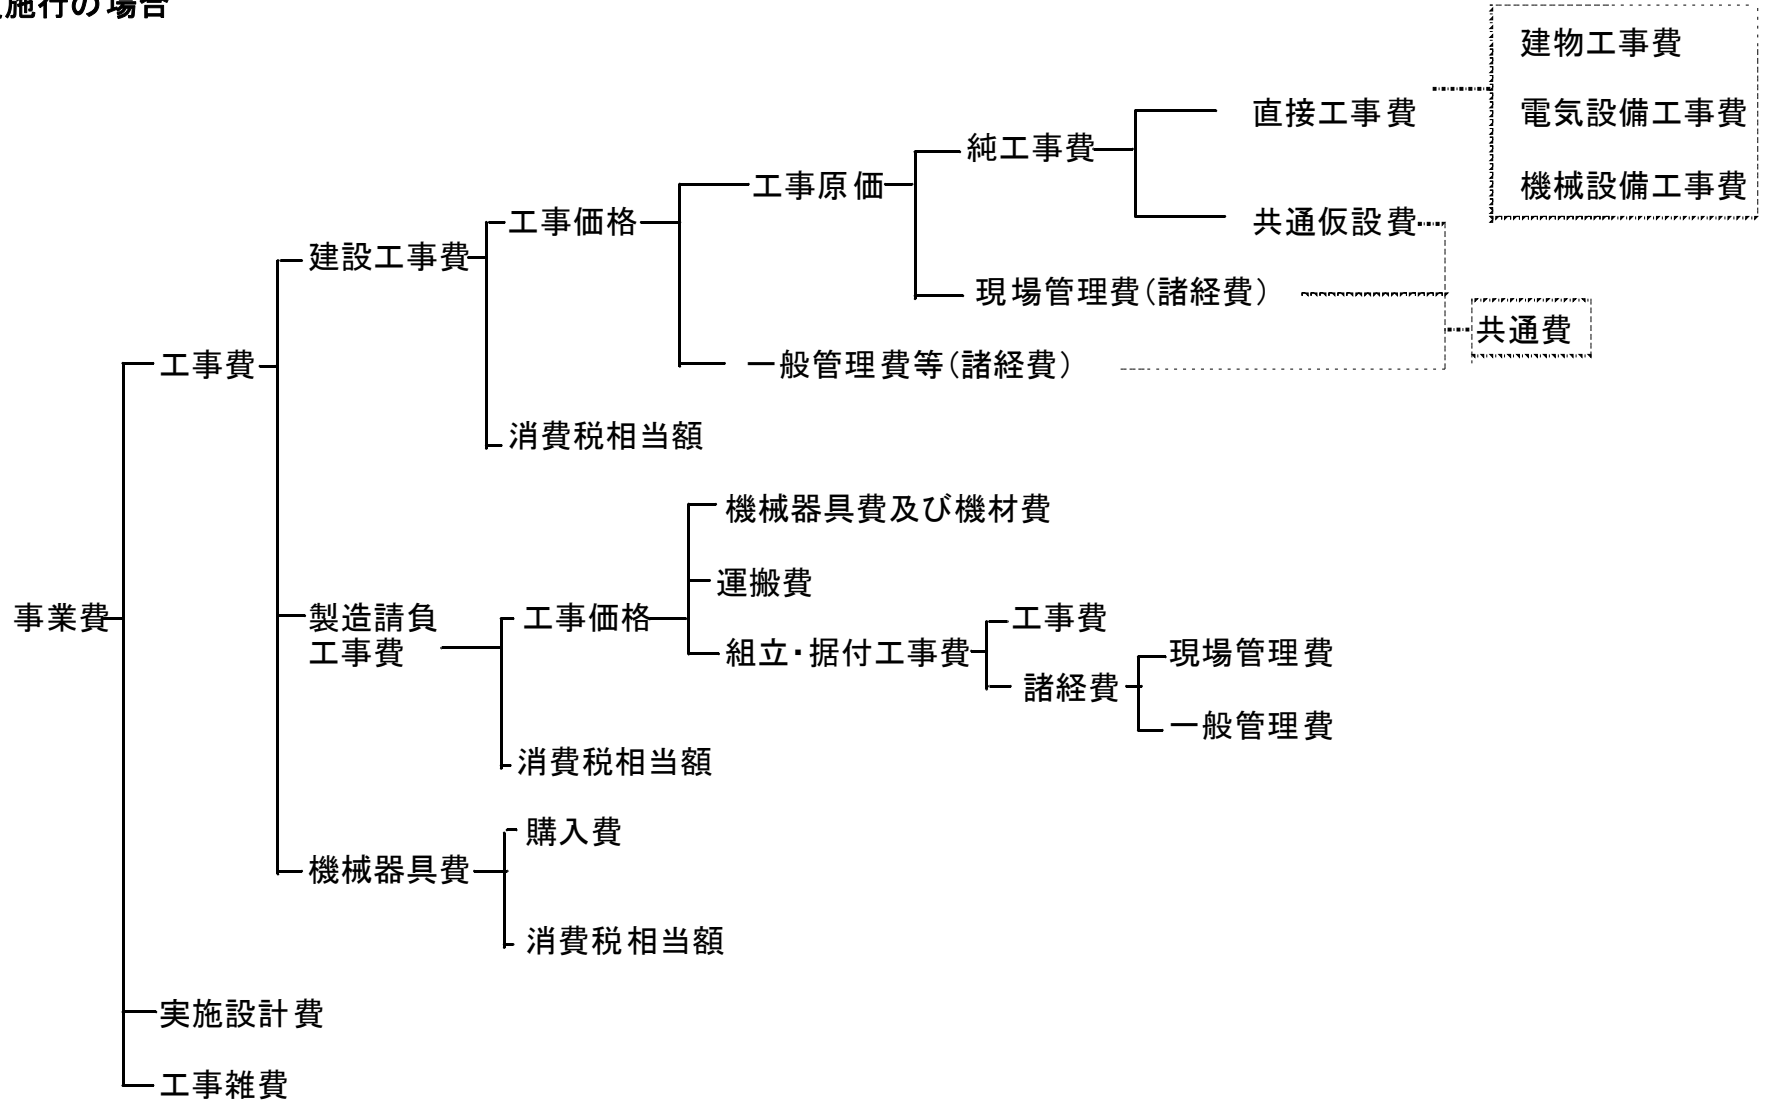 施行の場合
建物工事費
電気設備工事費
機械設備工事費
直接工事費
純工事費
工事原価
共通仮設費
工事価格
建設工事費
現場管理費(諸経費)
共通費
工事費
一般管理費等(諸経費)
消費税相当額
機械器具費及び機材費
運搬費
事業費
製造請負
工事費
工事価格
工事費
組立・据付工事費
現場管理費
諸経費
一般管理費
消費税相当額
購入費
機械器具費
消費税相当額
実施設計費
工事雑費